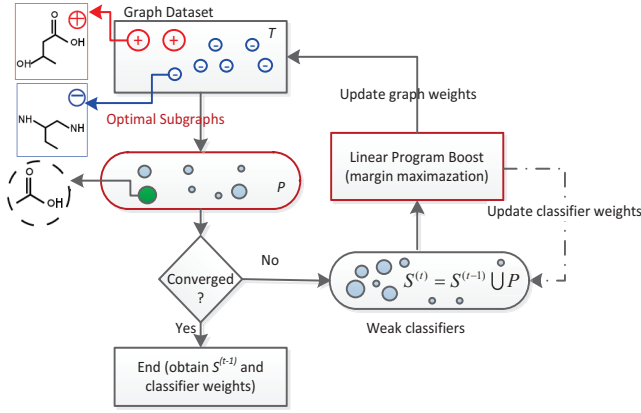 Graph Dataset
T
OH
OH
NH
NH
Optimal Subgraphs
Update graph weights
O
OH
P
Linear Program Boost
(margin maximazation)
Update classifier weights
Converged
?
No
Yes
S^(t) = S^(t−1) ⋃ P
Weak classifiers
End (obtain S^(t-1) and
classifier weights)